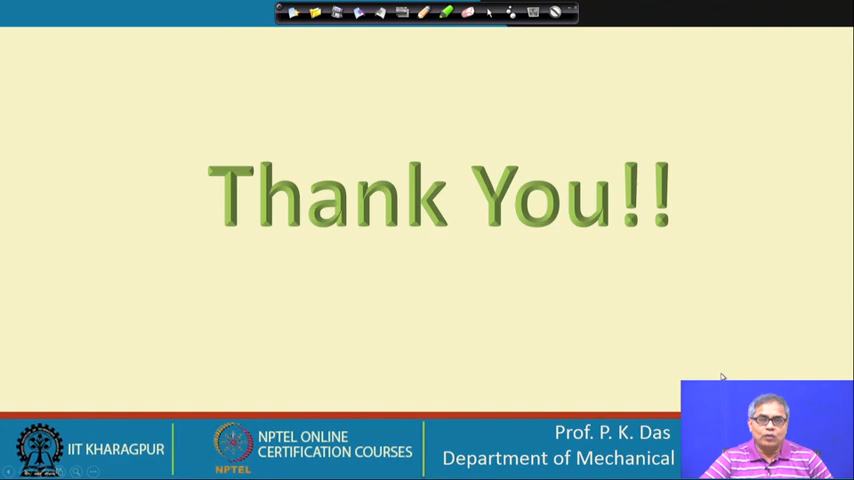 Thank You!!
IIT KHARAGPUR
NPTEL
NPTEL ONLINE
CERTIFICATION COURSES
Prof. P. K. Das
Department of Mechanical